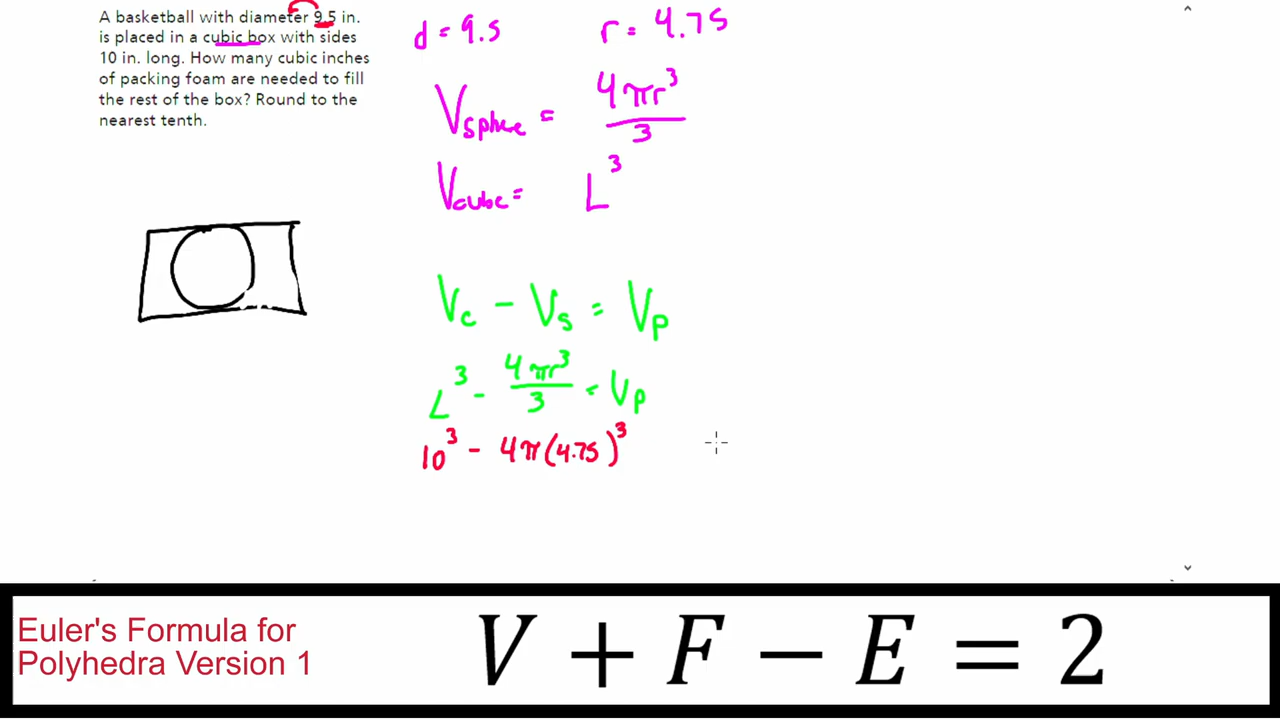 A basketball with diameter 9.5 in.
is placed in a cubic box with sides
10 in. long. How many cubic inches
of packing foam are needed to fill
the rest of the box? Round to the
nearest tenth.
d = 9.5 r = 4.75
Vsphere = 4πr³/3
Vcube = L³
Vc - Vs = Vp
L³ - 4πr³/3 = Vp
10³ - 4π(4.75)³
Euler's Formula for
Polyhedra Version 1
V + F − E = 2